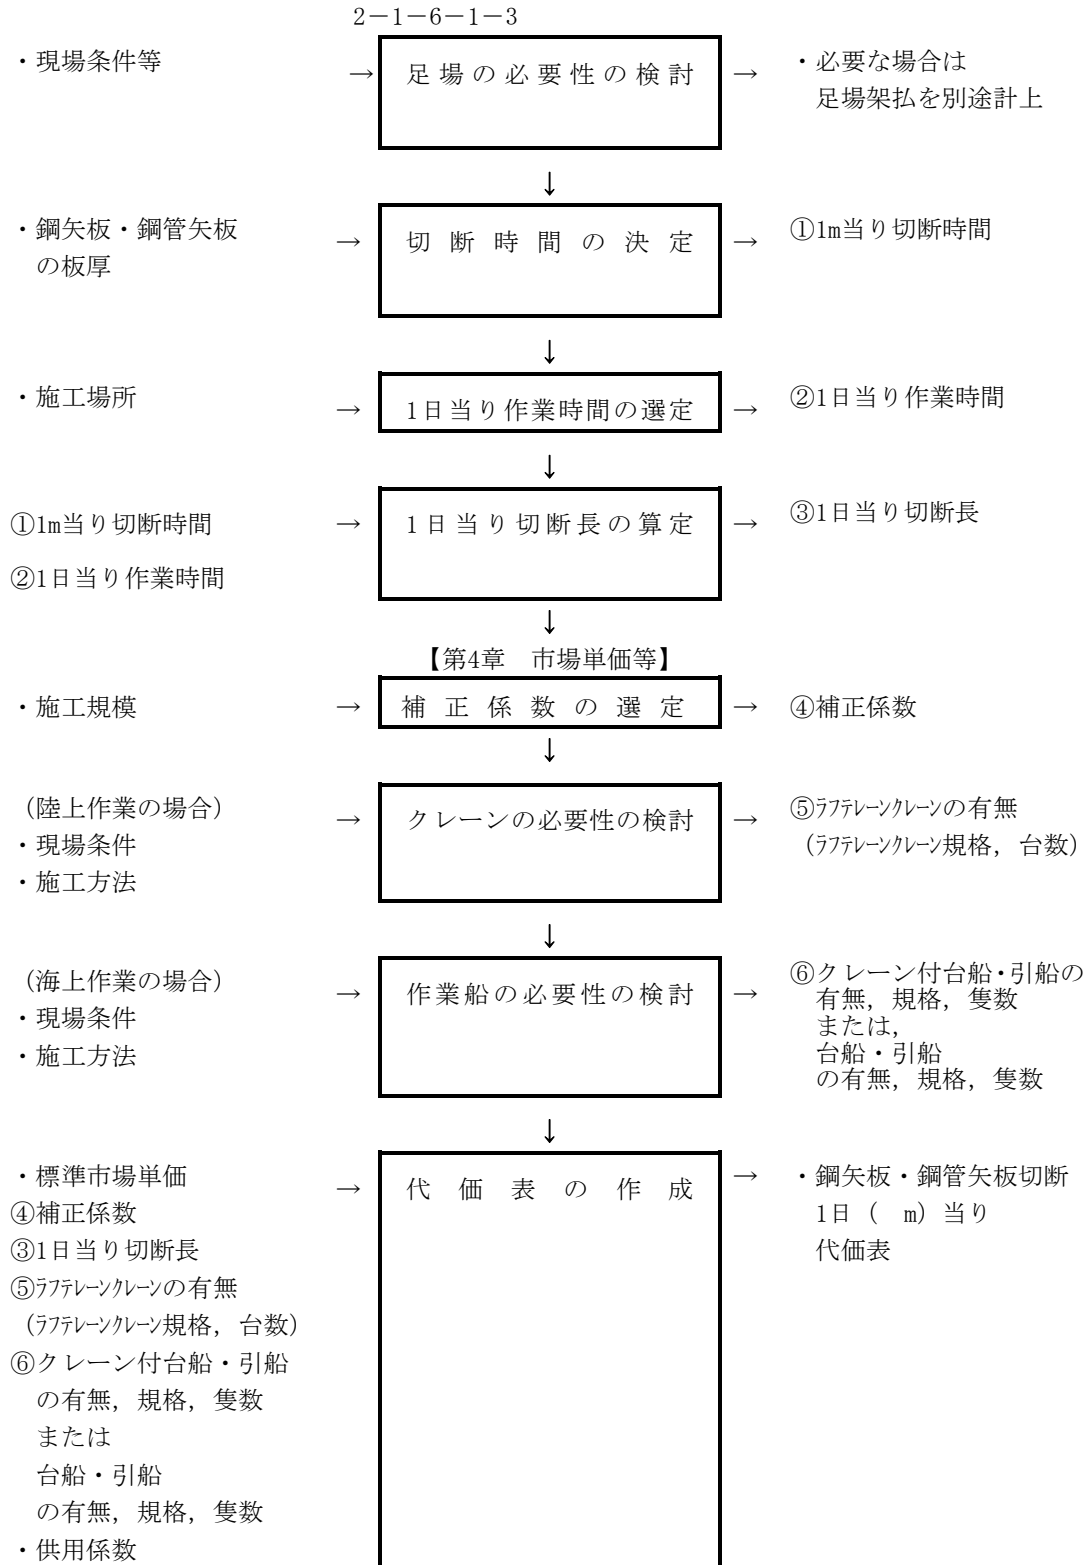 2－1－6－1－3
・現場条件等
→
足場の必要性の検討
→
・必要な場合は
足場架払を別途計上
↓
・鋼矢板・鋼管矢板
の板厚
→
切断時間の決定
→
①1m当り切断時間
↓
・施工場所
→
1日当り作業時間の選定
→
②1日当り作業時間
↓
①1m当り切断時間
②1日当り作業時間
→
1日当り切断長の算定
→
③1日当り切断長
↓
【第4章　市場単価等】
・施工規模
→
補正係数の選定
→
④補正係数
↓
(陸上作業の場合)
・現場条件
・施工方法
→
クレーンの必要性の検討
→
⑤ﾗﾌﾃﾚｰﾝｸﾚｰﾝの有無
(ﾗﾌﾃﾚｰﾝｸﾚｰﾝ規格，台数)
↓
(海上作業の場合)
・現場条件
・施工方法
→
作業船の必要性の検討
→
⑥クレーン付台船・引船の
有無，規格，隻数
または，
台船・引船
の有無，規格，隻数
↓
・標準市場単価
④補正係数
③1日当り切断長
⑤ﾗﾌﾃﾚｰﾝｸﾚｰﾝの有無
(ﾗﾌﾃﾚｰﾝｸﾚｰﾝ規格，台数)
⑥クレーン付台船・引船
の有無，規格，隻数
または
台船・引船
の有無，規格，隻数
・供用係数
→
代価表の作成
→
・鋼矢板・鋼管矢板切断
1日（　m）当り
代価表